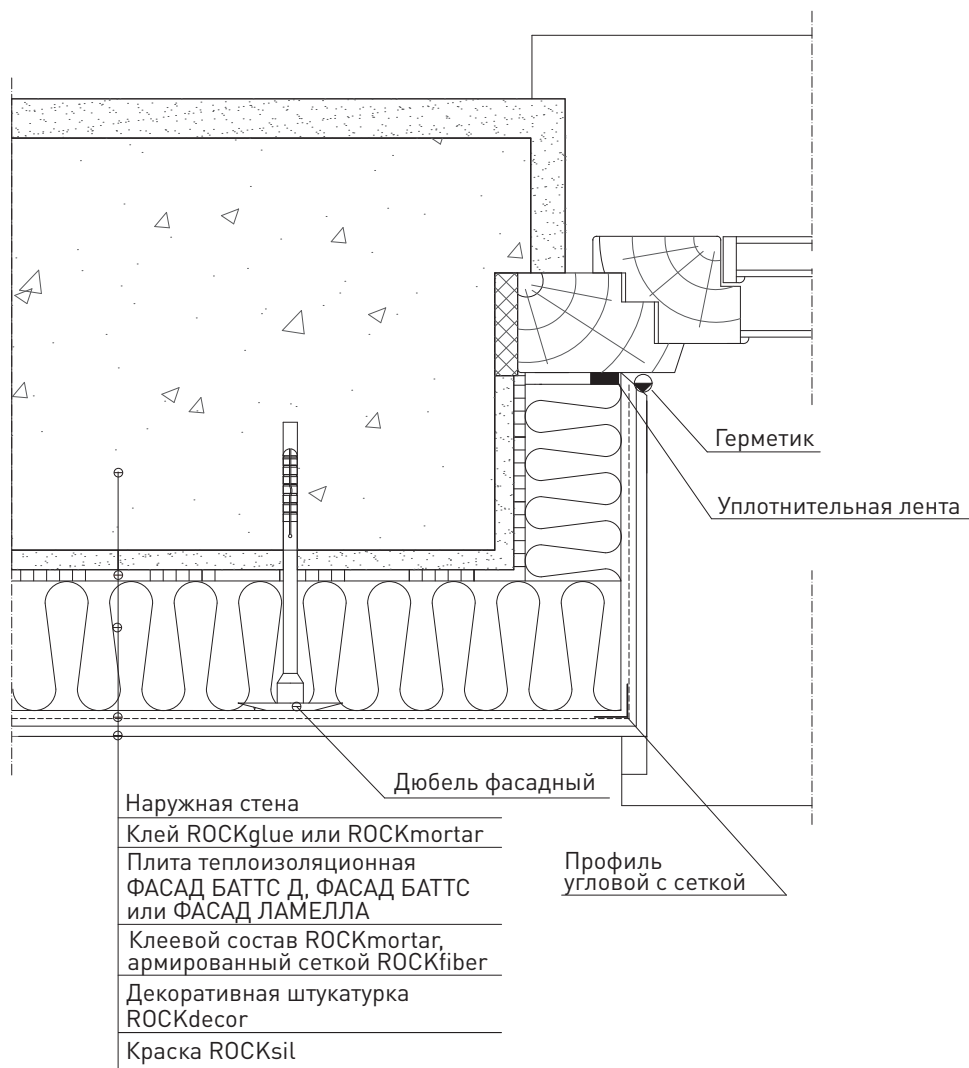 Герметик
Уплотнительная лента
Дюбель фасадный
Наружная стена
Клей ROCKglue или ROCKmortar
Плита теплоизоляционная
ФАСАД БАТТС Д, ФАСАД БАТТС
или ФАСАД ЛАМЕЛЛА
Клеевой состав ROCKmortar,
армированный сеткой ROCKfiber
Декоративная штукатурка
ROCKdecor
Краска ROCKsil
Профиль
угловой с сеткой